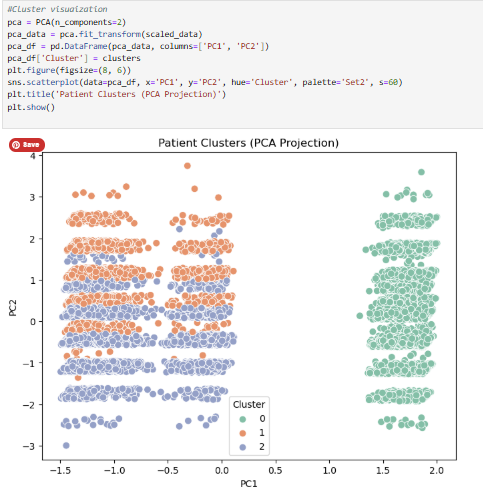 #Cluster visuaization
pca = PCA(n_components=2)
pca_data = pca.fit_transform(scaled_data)
pca_df = pd.DataFrame(pca_data, columns=['PC1', 'PC2'])
pca_df['Cluster'] = clusters
plt.figure(figsize=(8, 6))
sns.scatterplot(data=pca_df, x='PC1', y='PC2', hue='Cluster', palette='Set2', s=60)
plt.title('Patient Clusters (PCA Projection)')
plt.show()
Save
Patient Clusters (PCA Projection)
4
3
2
1
0
−1
−2
−3
PC2
Cluster
0
1
2
−1.5 −1.0 −0.5 0.0 0.5 1.0 1.5 2.0
PC1